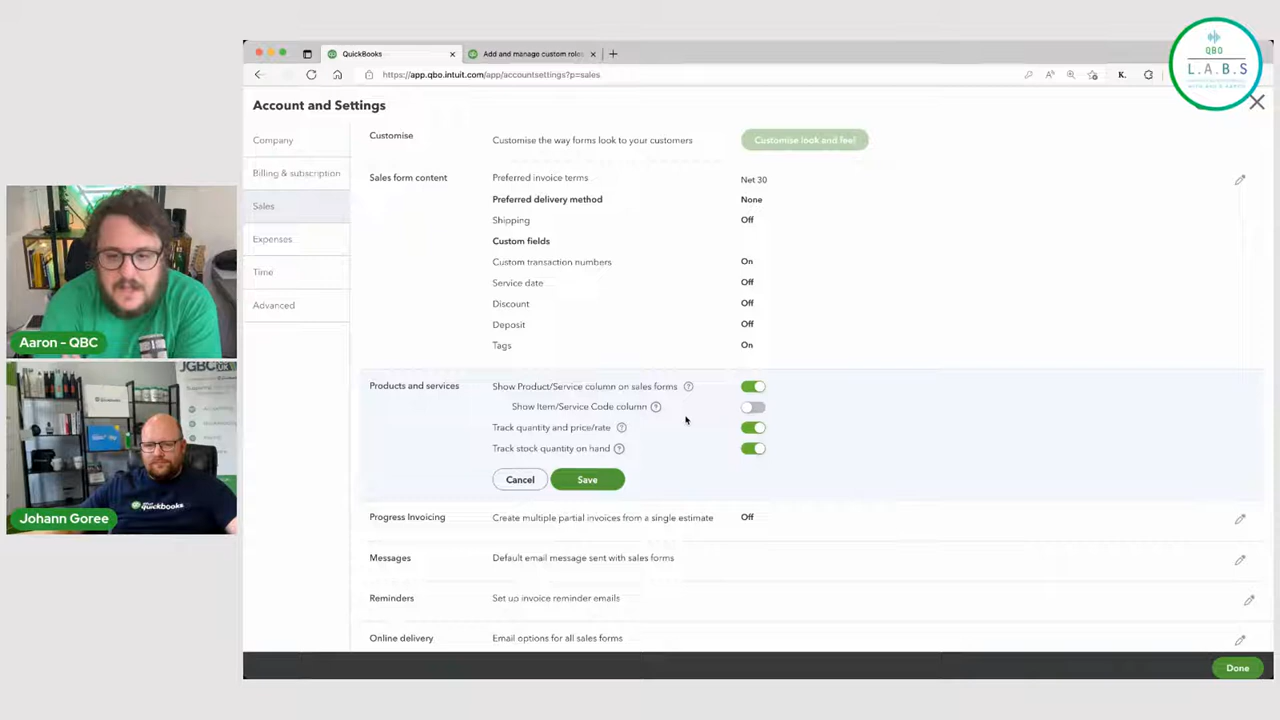 QuickBooks
Add and manage custom role
https://app.qbo.intuit.com/app/accountsettings?p=sales
K.
QBO
L.A.B.S
Account and Settings
Company
Billing & subscription
Sales
Expenses
Time
Advanced
Customise
Customise the way forms look to your customers
Customise look and feel
Sales form content
Preferred invoice terms
Net 30
Preferred delivery method
None
Shipping
Off
Custom fields
Custom transaction numbers
On
Service date
Off
Discount
Off
Deposit
Off
Tags
On
Products and services
Show Product/Service column on sales forms
Show Item/Service Code column
Track quantity and price/rate
Track stock quantity on hand
Cancel
Save
Progress Invoicing
Create multiple partial invoices from a single estimate
Off
Messages
Default email message sent with sales forms
Reminders
Set up invoice reminder emails
Online delivery
Email options for all sales forms
Done
Aaron - QBC
JGBC
quickbooks
Johann Goree